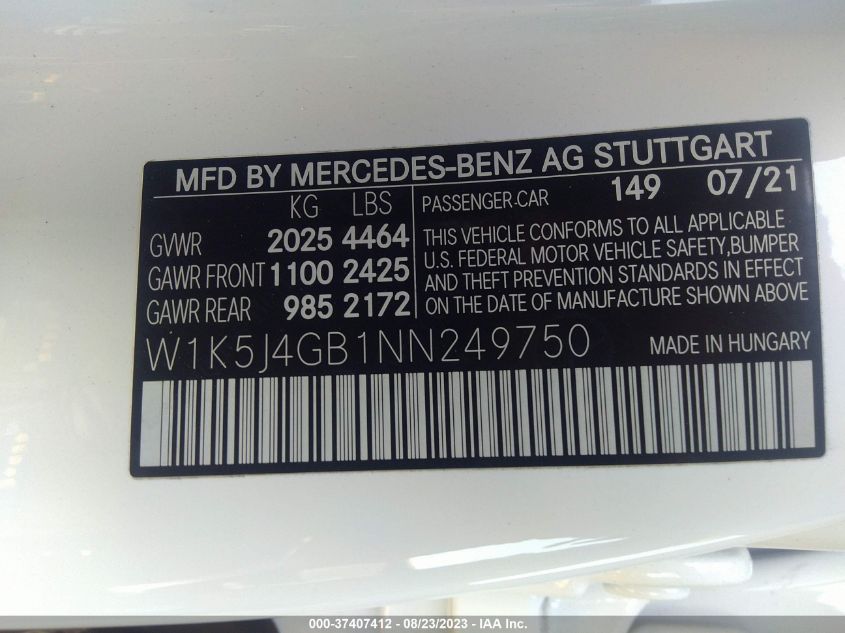 MFD BY MERCEDES-BENZ AG STUTTGART
KG LBS
GVWR 2025 4464
GAWR FRONT 1100 2425
GAWR REAR 985 2172
PASSENGER-CAR 149 07/21
THIS VEHICLE CONFORMS TO ALL APPLICABLE
U.S. FEDERAL MOTOR VEHICLE SAFETY, BUMPER
AND THEFT PREVENTION STANDARDS IN EFFECT
ON THE DATE OF MANUFACTURE SHOWN ABOVE
W1K5J4GB1NN249750 MADE IN HUNGARY
000-37407412 - 08/23/2023 - IAA Inc.